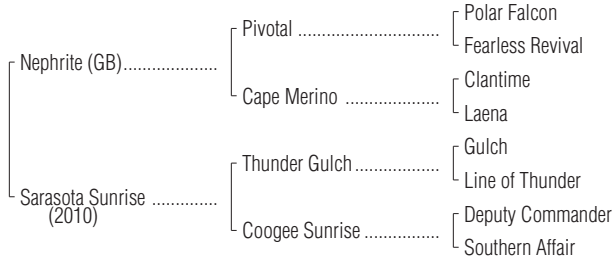 Polar Falcon
Pivotal ..............................
Fearless Revival
Nephrite (GB)....................
Clantime
Cape Merino ....................
Laena
Gulch
Thunder Gulch..................
Line of Thunder
Sarasota Sunrise ..............
(2010)
Deputy Commander
Coogee Sunrise ................
Southern Affair